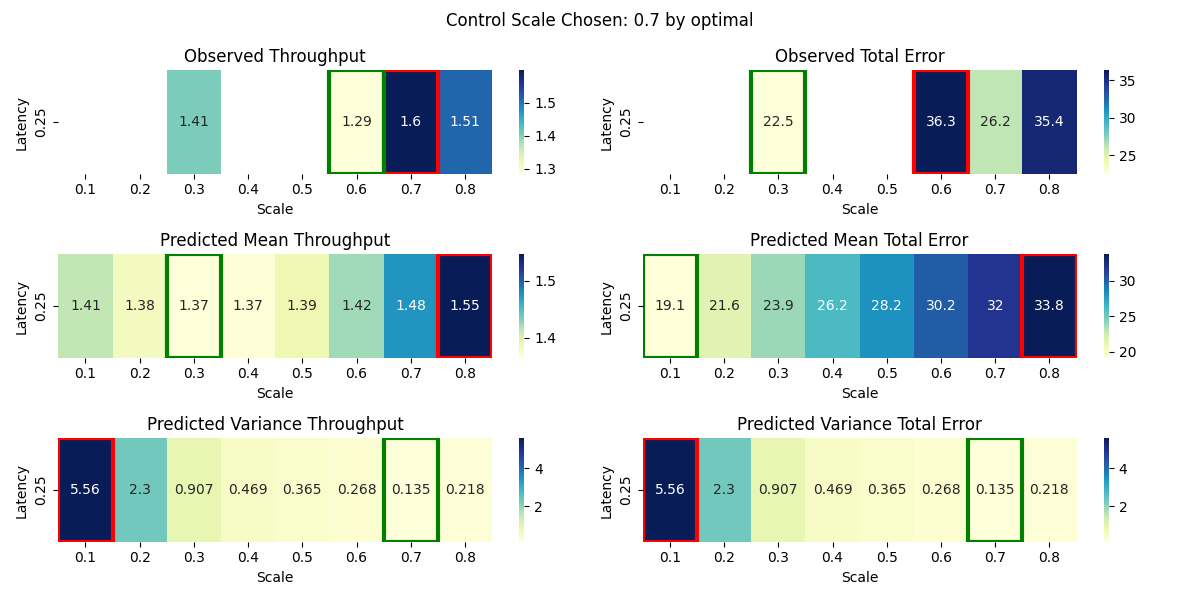 Control Scale Chosen: 0.7 by optimal
Observed Throughput
Latency
0.25
1.41 1.29 1.6 1.51
0.1 0.2 0.3 0.4 0.5 0.6 0.7 0.8
Scale
1.5
1.4
1.3
Observed Total Error
Latency
0.25
22.5 36.3 26.2 35.4
0.1 0.2 0.3 0.4 0.5 0.6 0.7 0.8
Scale
35
30
25
Predicted Mean Throughput
Latency
0.25
1.41 1.38 1.37 1.37 1.39 1.42 1.48 1.55
0.1 0.2 0.3 0.4 0.5 0.6 0.7 0.8
Scale
1.5
1.4
Predicted Mean Total Error
Latency
0.25
19.1 21.6 23.9 26.2 28.2 30.2 32 33.8
0.1 0.2 0.3 0.4 0.5 0.6 0.7 0.8
Scale
30
25
20
Predicted Variance Throughput
Latency
0.25
5.56 2.3 0.907 0.469 0.365 0.268 0.135 0.218
0.1 0.2 0.3 0.4 0.5 0.6 0.7 0.8
Scale
4
2
Predicted Variance Total Error
Latency
0.25
5.56 2.3 0.907 0.469 0.365 0.268 0.135 0.218
0.1 0.2 0.3 0.4 0.5 0.6 0.7 0.8
Scale
4
2